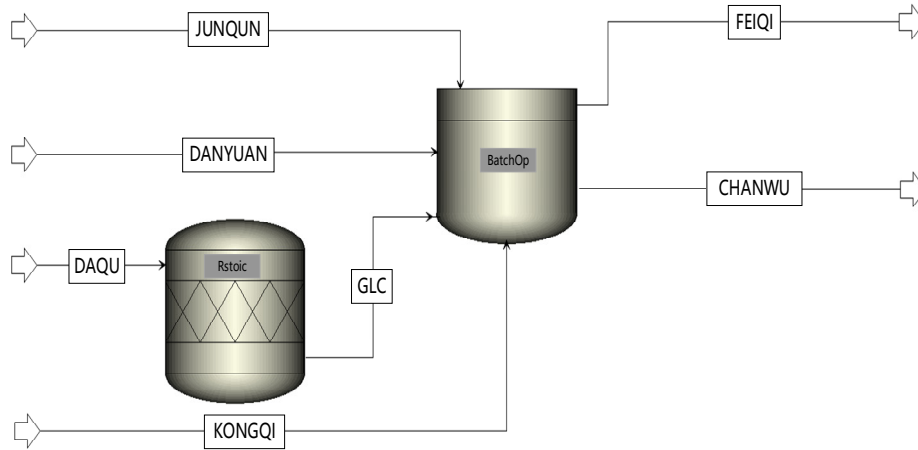 FEIQI
JUNQUN
DANYUAN
BatchOp
CHANWU
DAQU
Rstoic
GLC
KONGQI